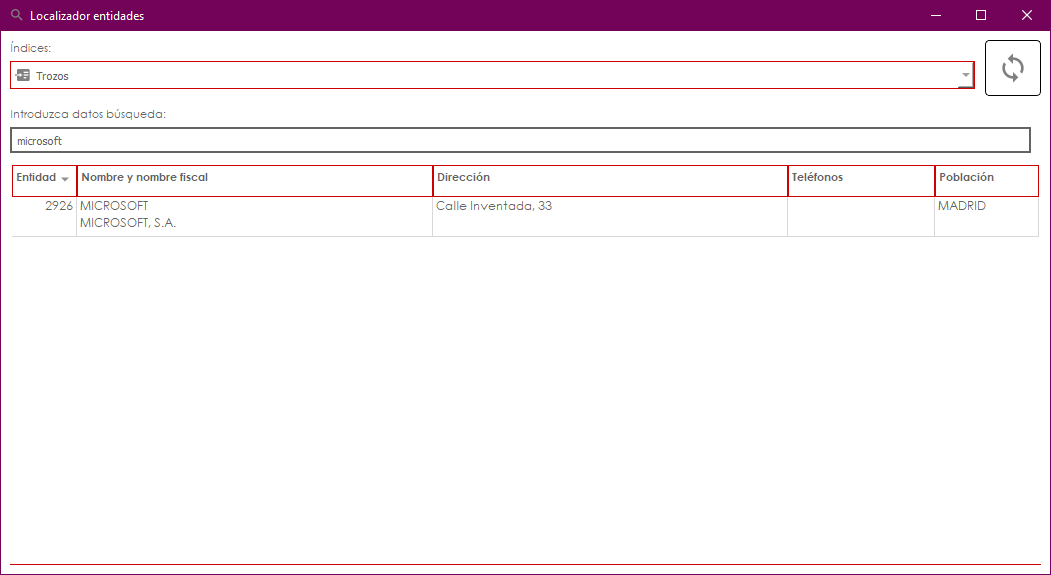 Localizador entidades
Índices:
Trozos
Introduzca datos búsqueda:
microsoft
Entidad Nombre y nombre fiscal Dirección Teléfonos Población
2926 MICROSOFT Calle Inventada, 33 MADRID
MICROSOFT, S.A.